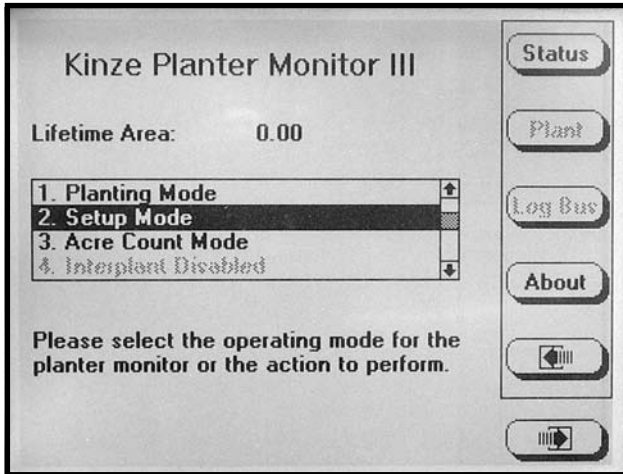 Kinze Planter Monitor III
Lifetime Area: 0.00
1. Planting Mode
2. Setup Mode
3. Acre Count Mode
4. Interplant Disabled
Please select the operating mode for the
planter monitor or the action to perform.
Status
Plant
Log Bus
About